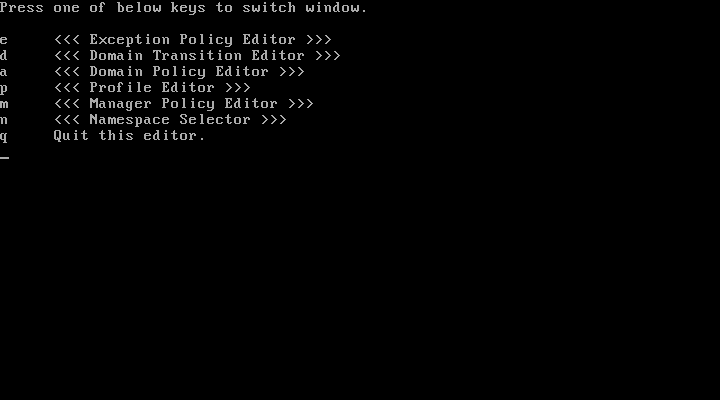 Press one of below keys to switch window.
e     <<< Exception Policy Editor >>>
d     <<< Domain Transition Editor >>>
a     <<< Domain Policy Editor >>>
p     <<< Profile Editor >>>
m     <<< Manager Policy Editor >>>
n     <<< Namespace Selector >>>
q     Quit this editor.